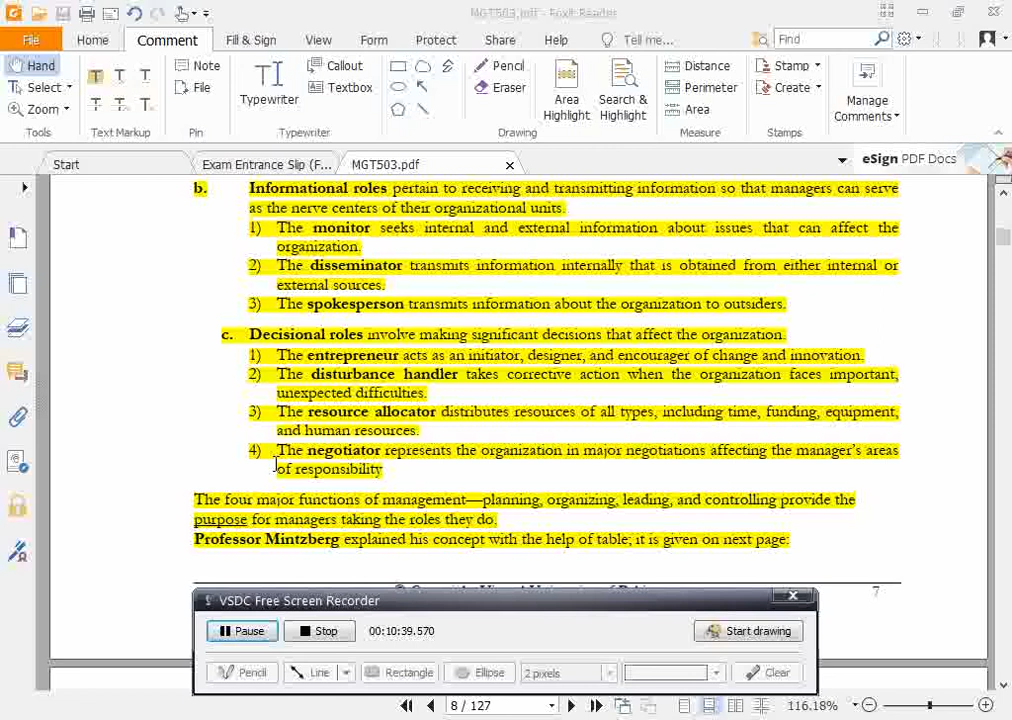 MGT503.pdf - Foxit Reader
File Home Comment Fill & Sign View Form Protect Share Help Tell me... Find
Hand
Select
Zoom
Tools
Text Markup
Note
File
Pin
Typewriter
Callout
Textbox
Typewriter
Pencil
Eraser
Area Highlight
Search & Highlight
Drawing
Distance
Perimeter
Area
Measure
Stamp
Create
Stamps
Manage Comments
Start Exam Entrance Slip (F... MGT503.pdf eSign PDF Docs
b. Informational roles pertain to receiving and transmitting information so that managers can serve
as the nerve centers of their organizational units.
1) The monitor seeks internal and external information about issues that can affect the
organization.
2) The disseminator transmits information internally that is obtained from either internal or
external sources.
3) The spokesperson transmits information about the organization to outsiders.
c. Decisional roles involve making significant decisions that affect the organization.
1) The entrepreneur acts as an initiator, designer, and encourager of change and innovation.
2) The disturbance handler takes corrective action when the organization faces important,
unexpected difficulties.
3) The resource allocator distributes resources of all types, including time, funding, equipment,
and human resources.
4) The negotiator represents the organization in major negotiations affecting the manager's areas
of responsibility
The four major functions of management—planning, organizing, leading, and controlling provide the
purpose for managers taking the roles they do.
Professor Mintzberg explained his concept with the help of table; it is given on next page:
7
VSDC Free Screen Recorder
Pause Stop 00:10:39.570 Start drawing
Pencil Line Rectangle Ellipse 2 pixels Clear
8 / 127 116.18%